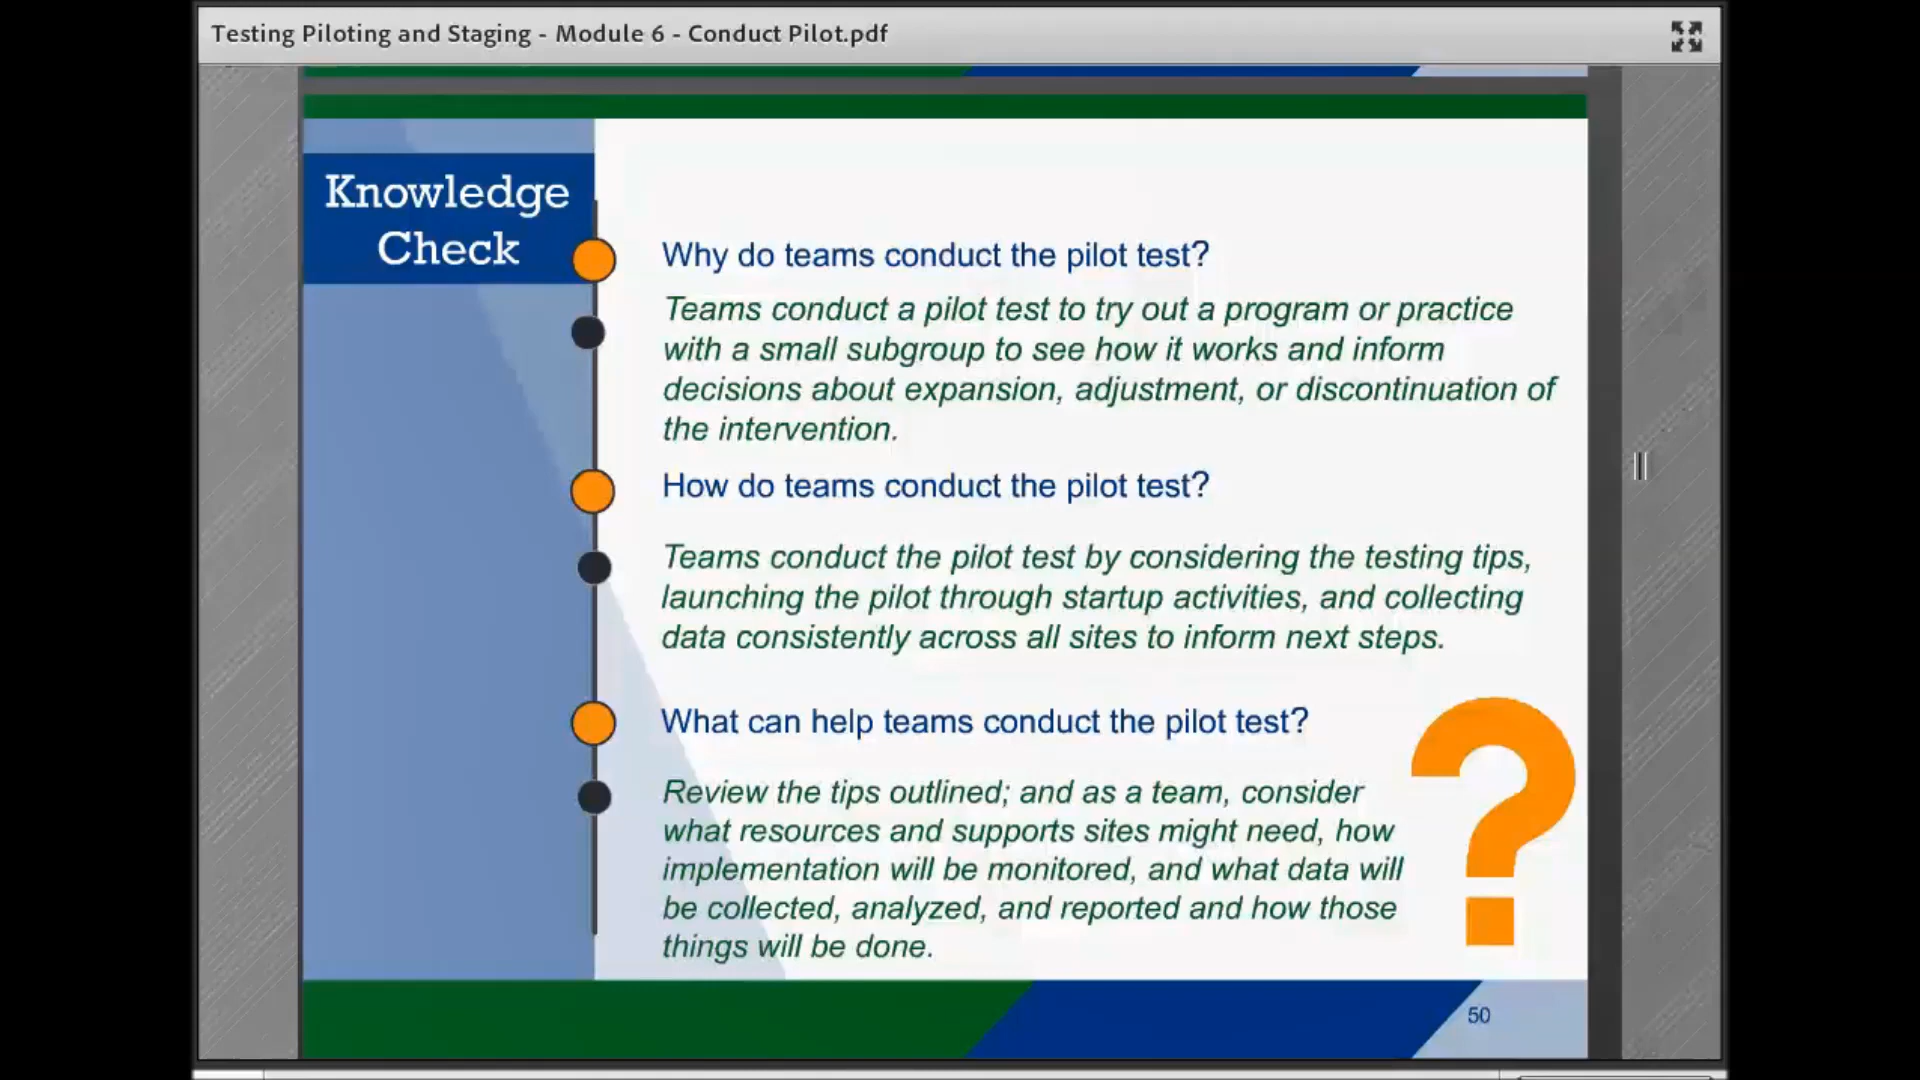 Testing Piloting and Staging - Module 6 - Conduct Pilot.pdf
Knowledge
Check
Why do teams conduct the pilot test?
Teams conduct a pilot test to try out a program or practice
with a small subgroup to see how it works and inform
decisions about expansion, adjustment, or discontinuation of
the intervention.
How do teams conduct the pilot test?
Teams conduct the pilot test by considering the testing tips,
launching the pilot through startup activities, and collecting
data consistently across all sites to inform next steps.
What can help teams conduct the pilot test?
Review the tips outlined; and as a team, consider
what resources and supports sites might need, how
implementation will be monitored, and what data will
be collected, analyzed, and reported and how those
things will be done.
?
50